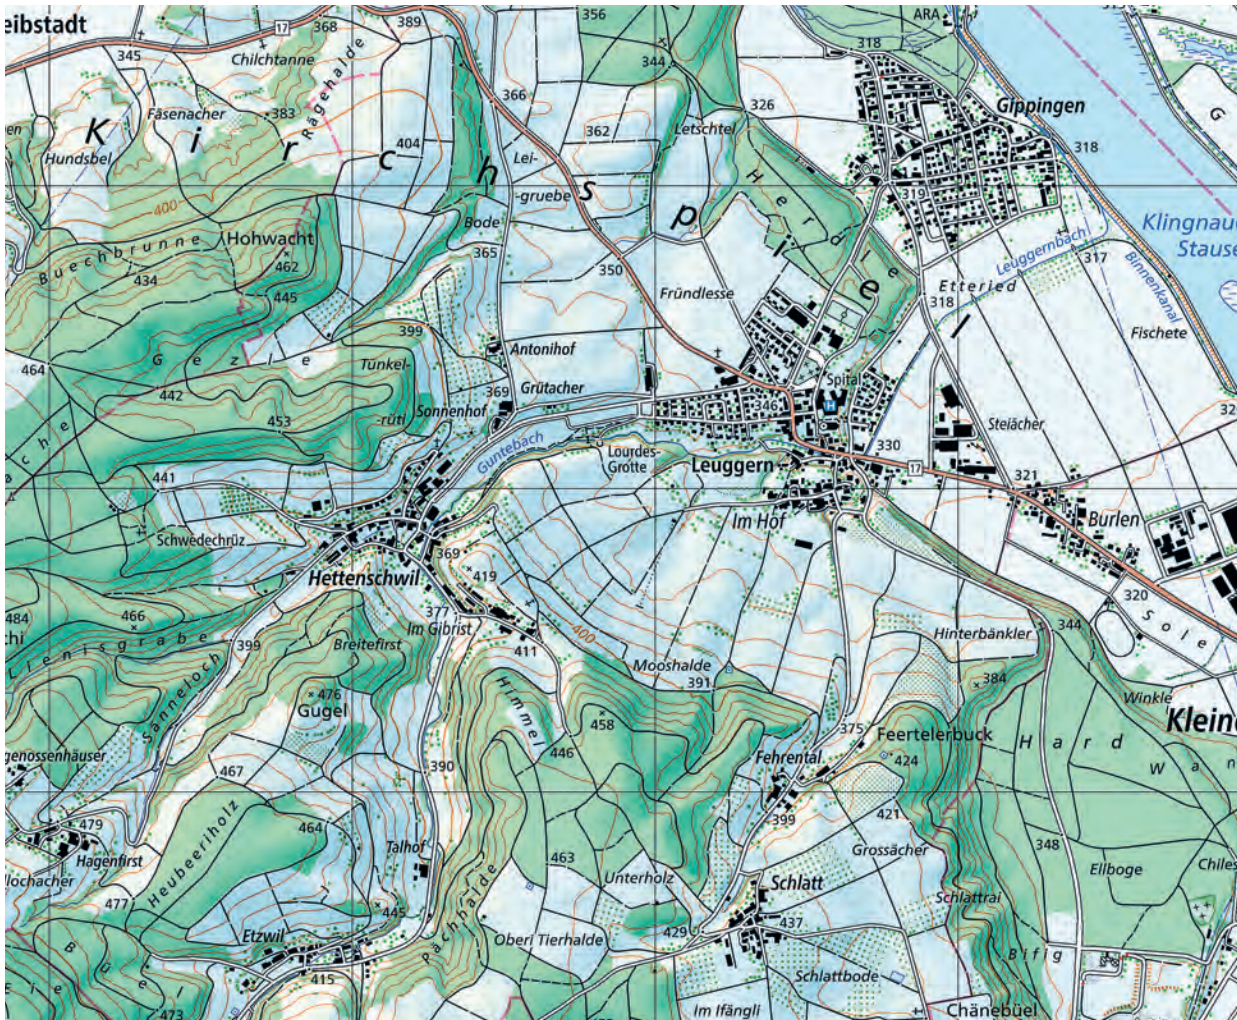 eibstadt
345
368
17
389
356
ARA
318
Chilchtanne
344
Rägehalde
366
326
Gippingen
G
Fäsenacher
383
362
Letschtel
318
K i r c h s p i e l
Hundsbel
404
Lei-
-gruebe
Herdle
319
400
Bode
Klingnau
Stause
Buechbrunne
Hohwacht
462
365
350
Leuggernbach
317
Binnenkanal
434
445
Fründlesse
Etteried
318
399
Fischete
Gezle
Antonihof
464
Tunkel-
-rüti
369
Grütacher
Spital
H
442
453
Sonnenhof
346
Steiächer
Guntebach
Lourdes-
Grotte
Leuggern
330
17
441
321
Im Hof
Burlen
Schwedechrüz
369
419
Hettenschwil
377
320
484
466
Im Gibrist
400
344
Sole
Hinterbänkler
399
Breitefirst
411
Mooshalde
391
384
Sänneloch
476
Gugel
Himmel
458
Winkle
Klein
375
Feertelerbuck
Hard
genossenhäuser
446
Fehrental
424
467
390
421
399
479
464
Heubeeriholz
Talhof
348
Hagenfirst
463
Grossächer
Ellboge
Chiles
lochacher
Unterholz
Schlatt
477
445
Pächhalde
Schlattrai
Etzwil
429
437
Oberi Tierhalde
Bifig
415
Schlattbode
473
Im Ifängli
Chänebüel